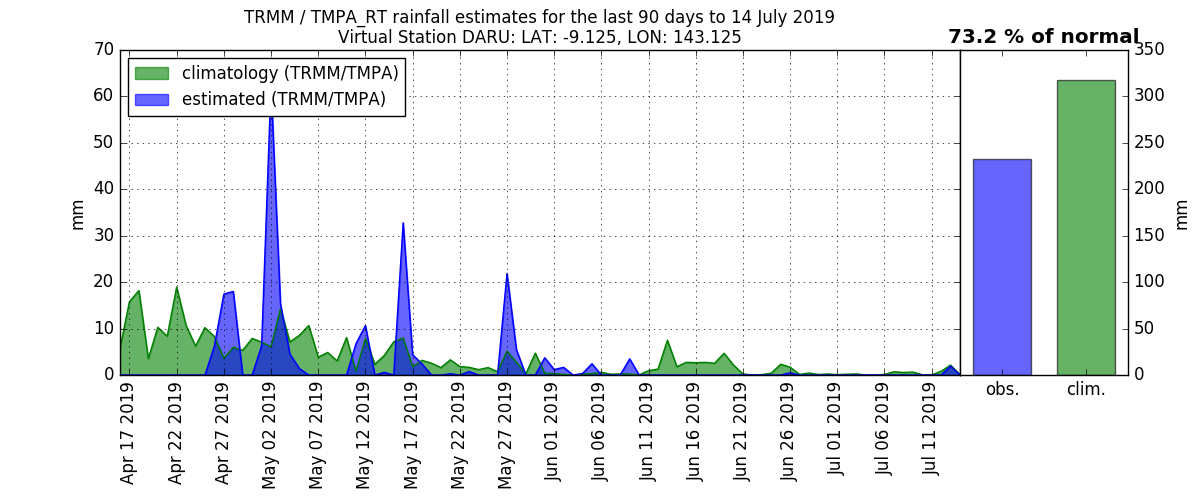 TRMM / TMPA_RT rainfall estimates for the last 90 days to 14 July 2019
Virtual Station DARU: LAT: -9.125, LON: 143.125
73.2 % of normal
climatology (TRMM/TMPA)
estimated (TRMM/TMPA)
mm
70
60
50
40
30
20
10
0
Apr 17 2019
Apr 22 2019
Apr 27 2019
May 02 2019
May 07 2019
May 12 2019
May 17 2019
May 22 2019
May 27 2019
Jun 01 2019
Jun 06 2019
Jun 11 2019
Jun 16 2019
Jun 21 2019
Jun 26 2019
Jul 01 2019
Jul 06 2019
Jul 11 2019
obs.
clim.
350
300
250
200
150
100
50
0
mm